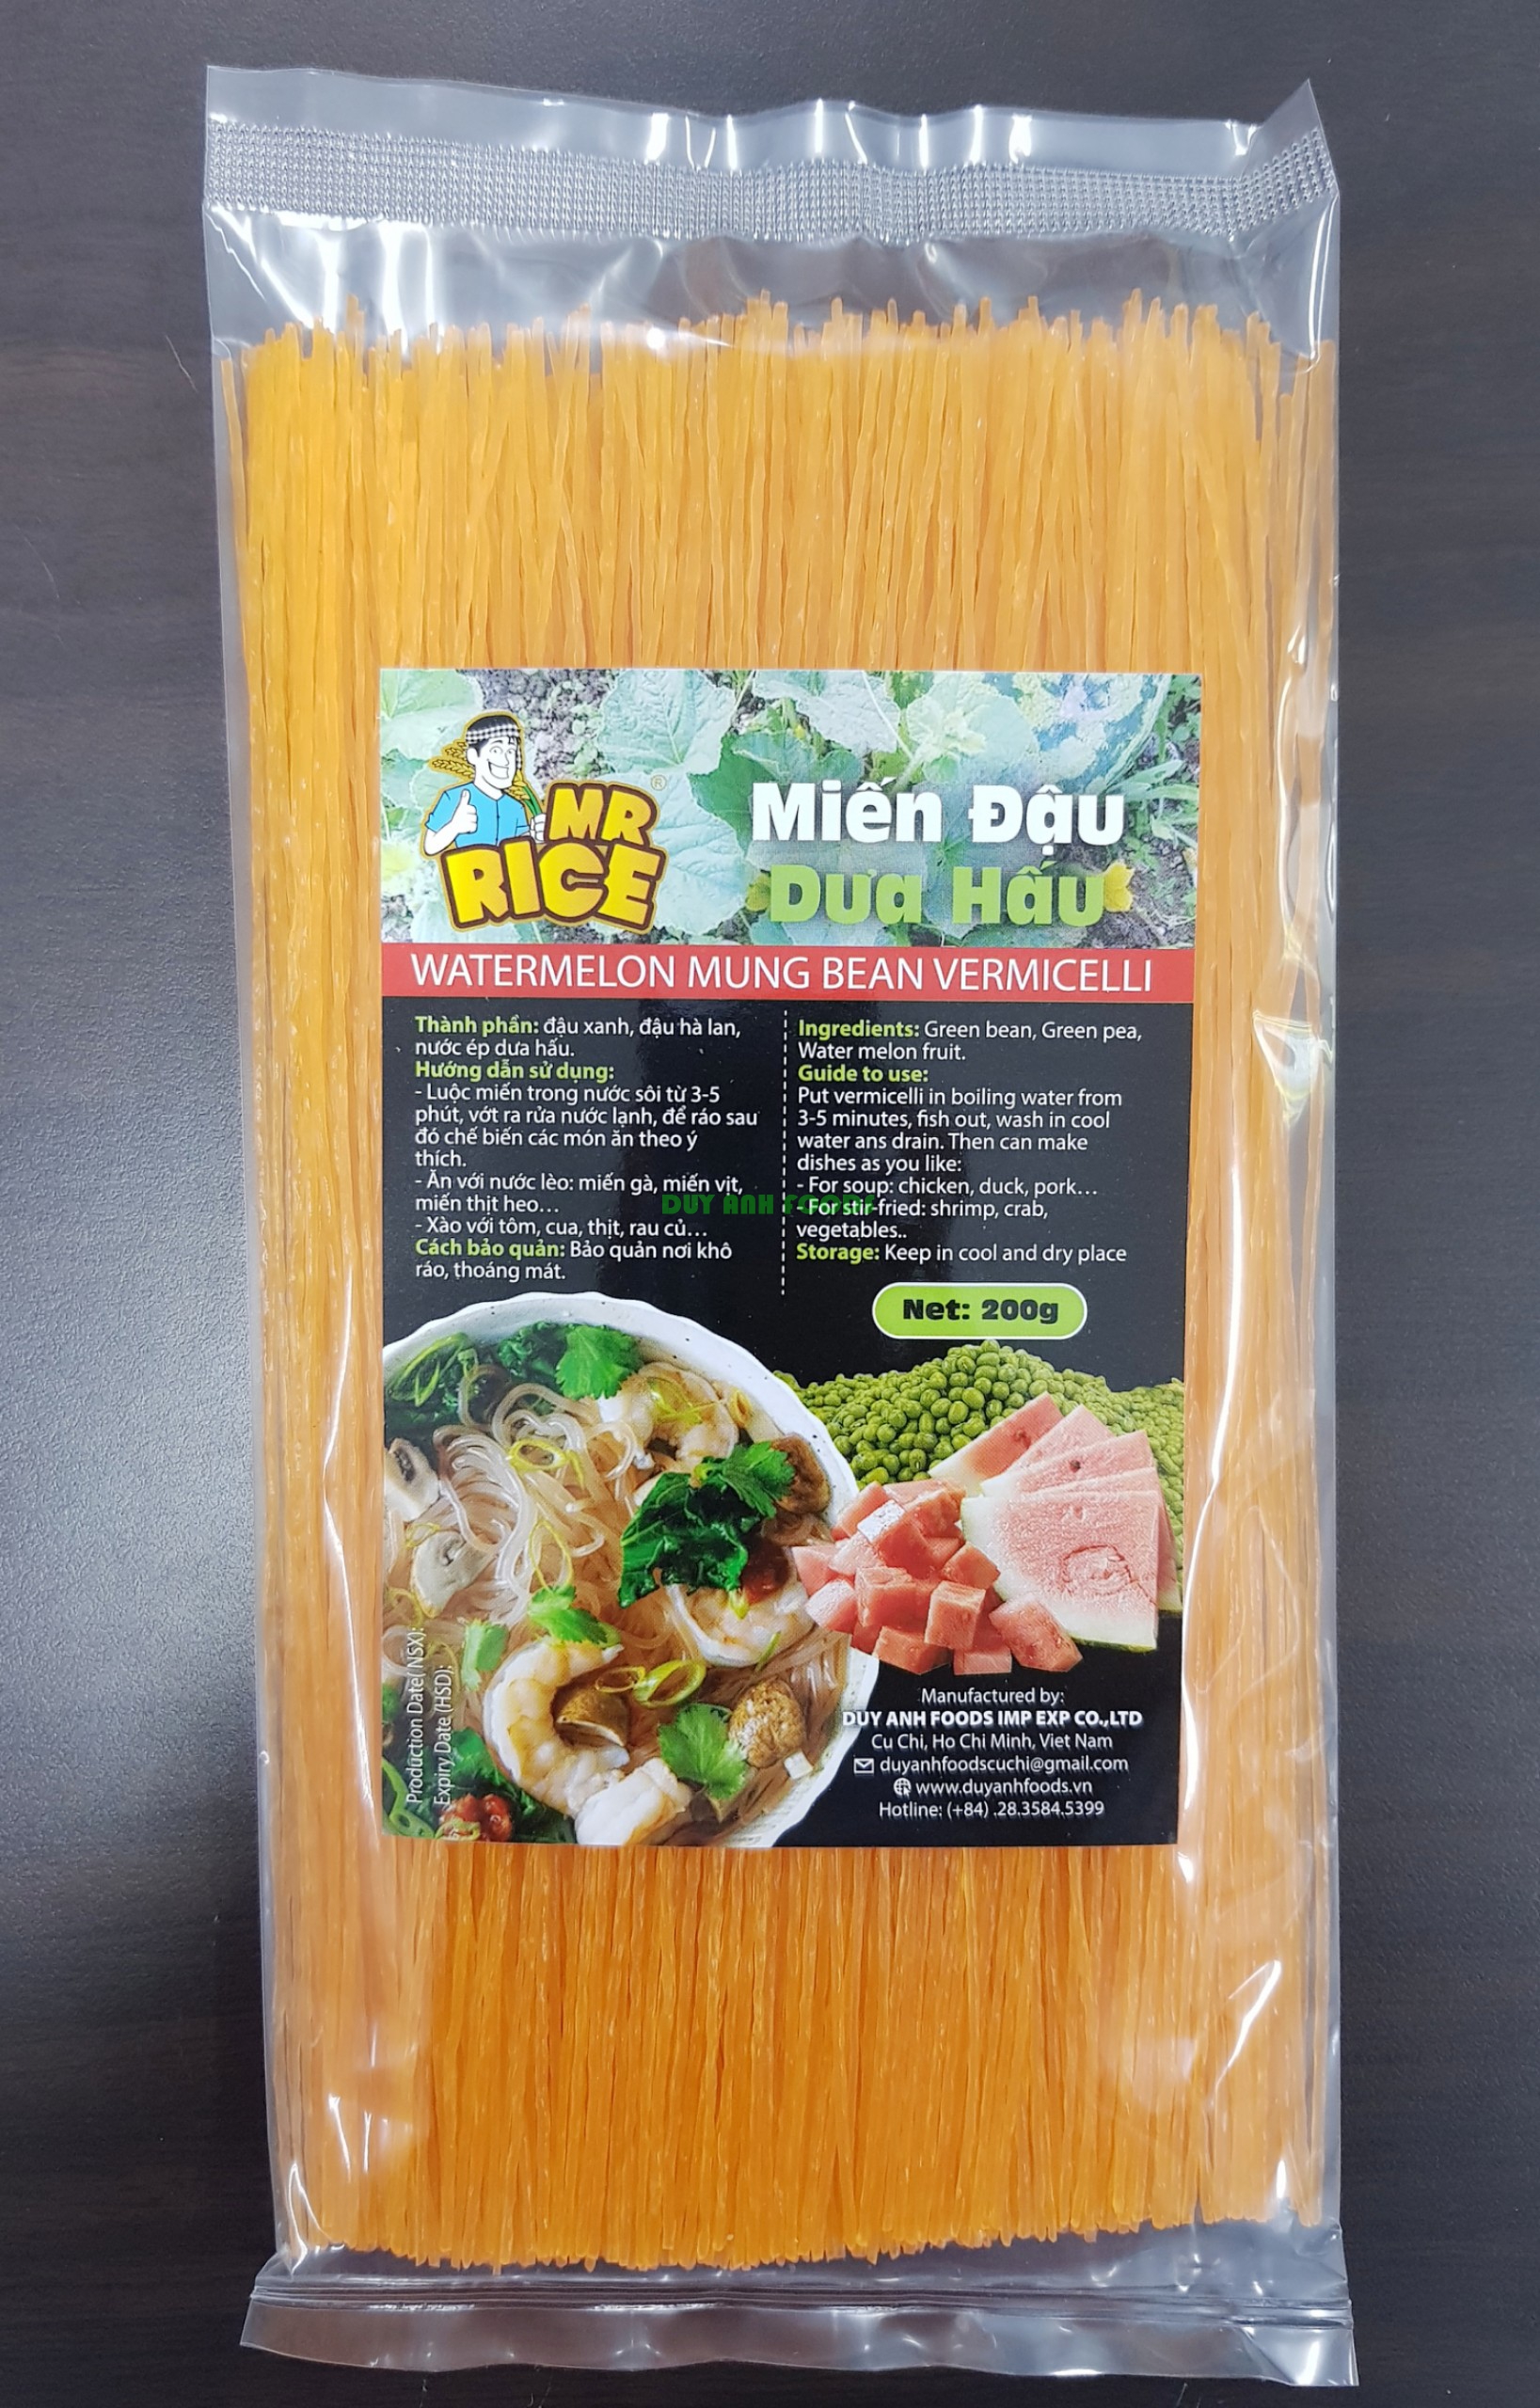 MR
RICE
®
Miến Đậu
Dưa Hấu
WATERMELON MUNG BEAN VERMICELLI
Thành phần: đậu xanh, đậu hà lan,
nước ép dưa hấu.
Hướng dẫn sử dụng:
- Luộc miến trong nước sôi từ 3-5
phút, vớt ra rửa nước lạnh, để ráo sau
đó chế biến các món ăn theo ý
thích.
- Ăn với nước lèo: miến gà, miến vịt,
miến thịt heo...
- Xào với tôm, cua, thịt, rau củ...
Cách bảo quản: Bảo quản nơi khô
ráo, thoáng mát.
Ingredients: Green bean, Green pea,
Water melon fruit.
Guide to use:
Put vermicelli in boiling water from
3-5 minutes, fish out, wash in cool
water ans drain. Then can make
dishes as you like:
- For soup: chicken, duck, pork...
- For stir-fried: shrimp, crab,
vegetables..
Storage: Keep in cool and dry place
DUY ANH FOODS
Net: 200g
Production Date( NSX):
Expiry Date (HSD):
Manufactured by:
DUY ANH FOODS IMP EXP CO.,LTD
Cu Chi, Ho Chi Minh, Viet Nam
duyanhfoodscuchi@gmail.com
www.duyanhfoods.vn
Hotline: (+84) .28.3584.5399